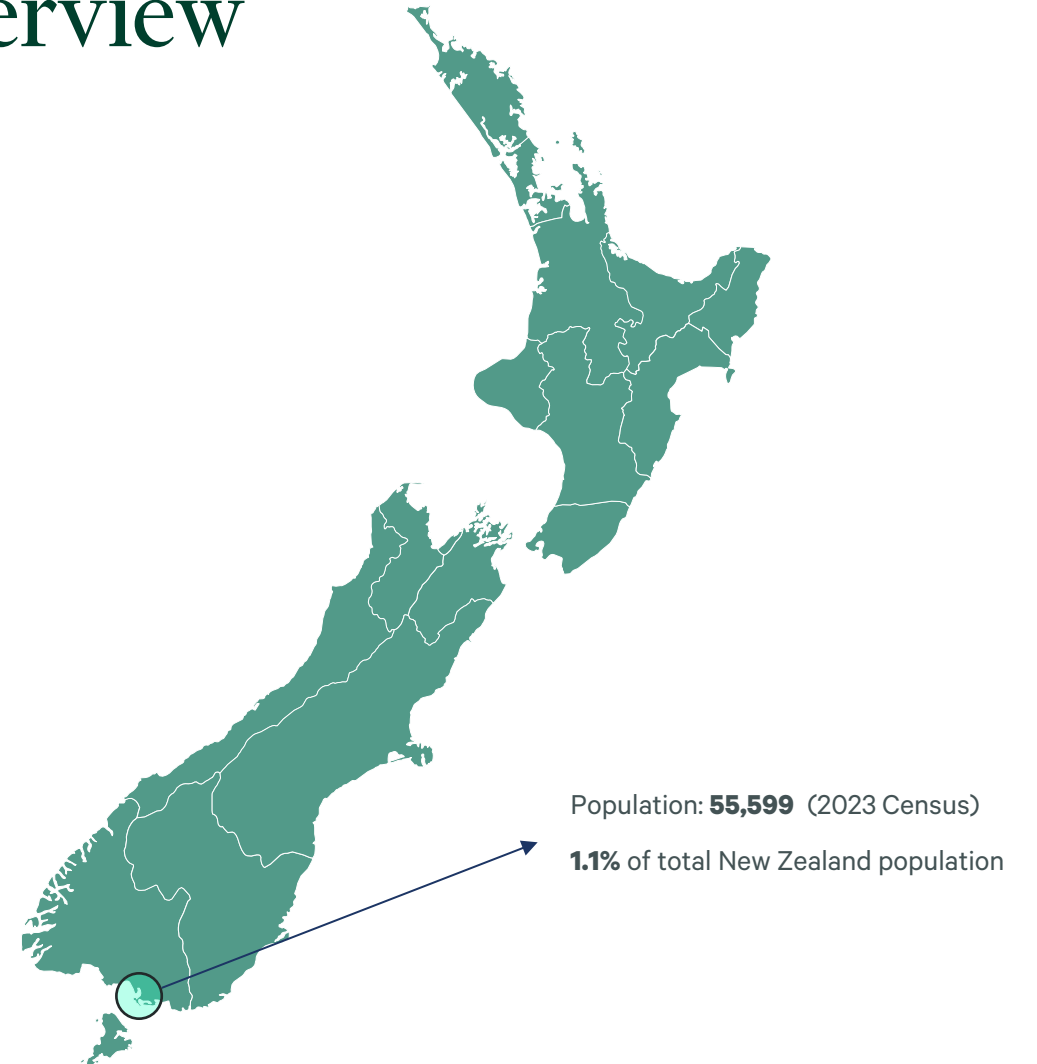 erview
Population: 55,599 (2023 Census)
1.1% of total New Zealand population